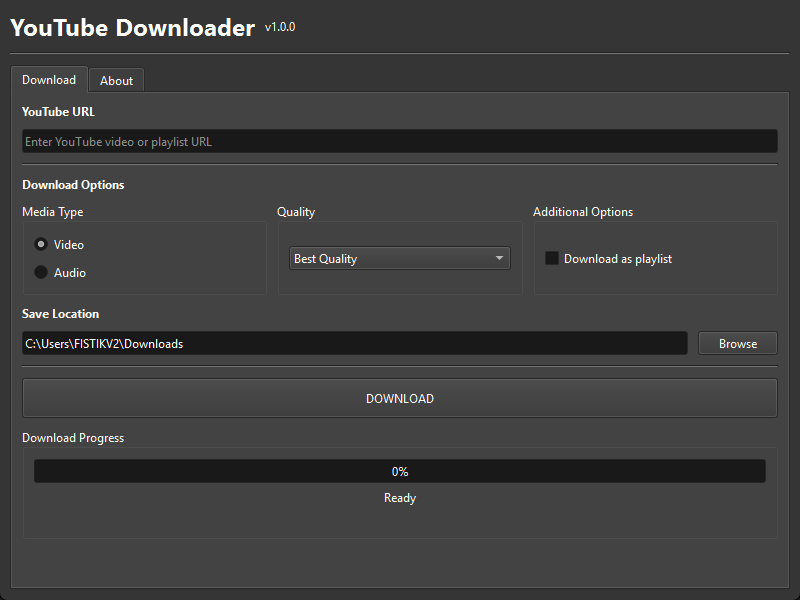 YouTube Downloader v1.0.0
Download About
YouTube URL
Enter YouTube video or playlist URL
Download Options
Media Type Quality Additional Options
Video
Best Quality Download as playlist
Audio
Save Location
C:\Users\FISTIKV2\Downloads Browse
DOWNLOAD
Download Progress
0%
Ready